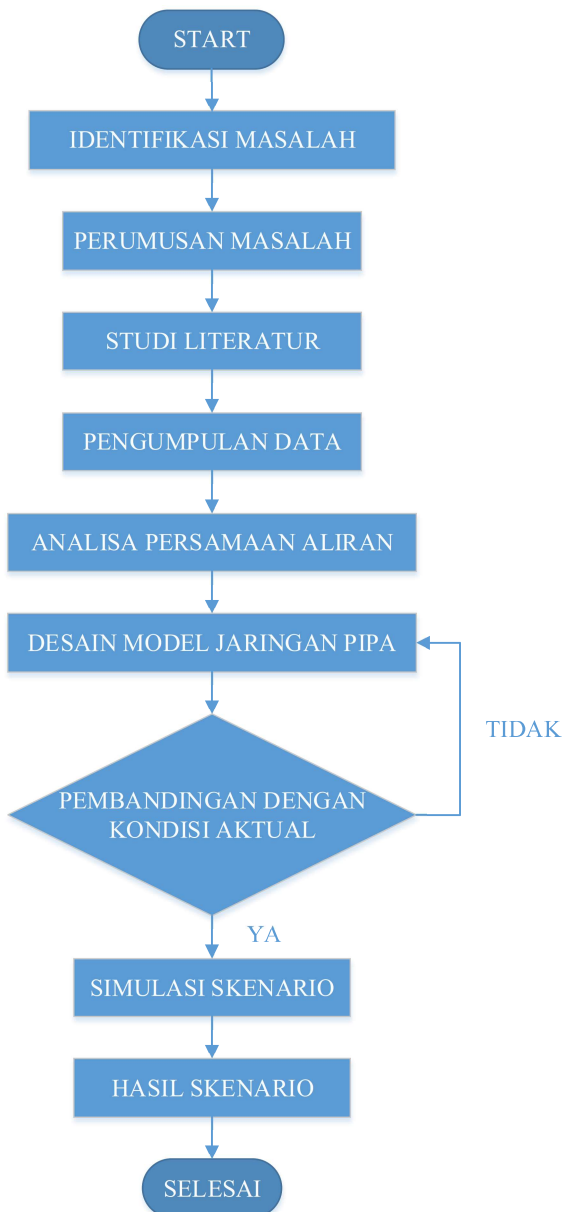 START
IDENTIFIKASI MASALAH
PERUMUSAN MASALAH
STUDI LITERATUR
PENGUMPULAN DATA
ANALISA PERSAMAAN ALIRAN
DESAIN MODEL JARINGAN PIPA
TIDAK
PEMBANDINGAN DENGAN
KONDISI AKTUAL
YA
SIMULASI SKENARIO
HASIL SKENARIO
SELESAI